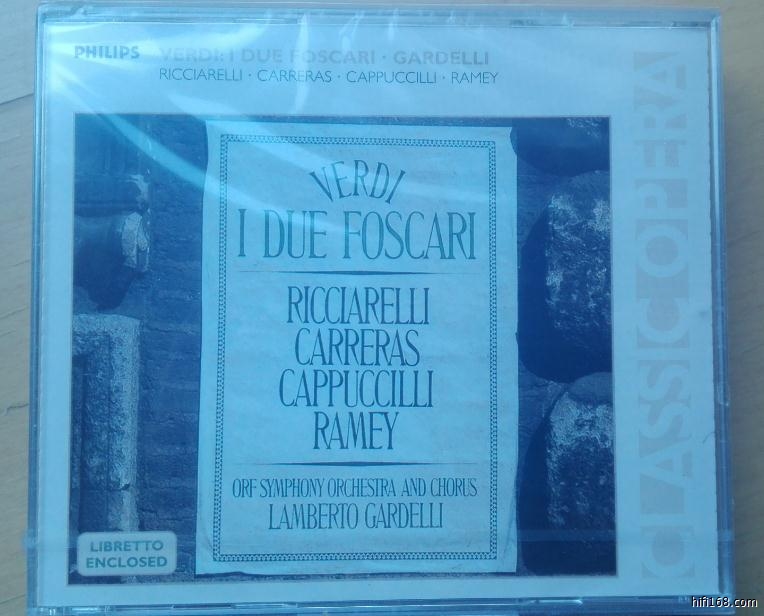 PHILIPS VERDI: I DUE FOSCARI · GARDELLI
RICCIARELLI · CARRERAS · CAPPUCCILLI · RAMEY
VERDI
I DUE FOSCARI
RICCIARELLI
CARRERAS
CAPPUCCILLI
RAMEY
ORF SYMPHONY ORCHESTRA AND CHORUS
LAMBERTO GARDELLI
LIBRETTO
ENCLOSED
CLASSIC OPERA
hifi168.com